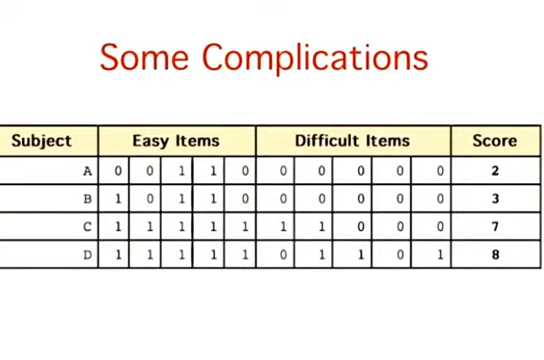 Some Complications
Subject Easy Items Difficult Items Score
A 0 0 1 1 0 0 0 0 0 0 2
B 1 0 1 1 0 0 0 0 0 0 3
C 1 1 1 1 1 1 1 0 0 0 7
D 1 1 1 1 1 0 1 1 0 1 8